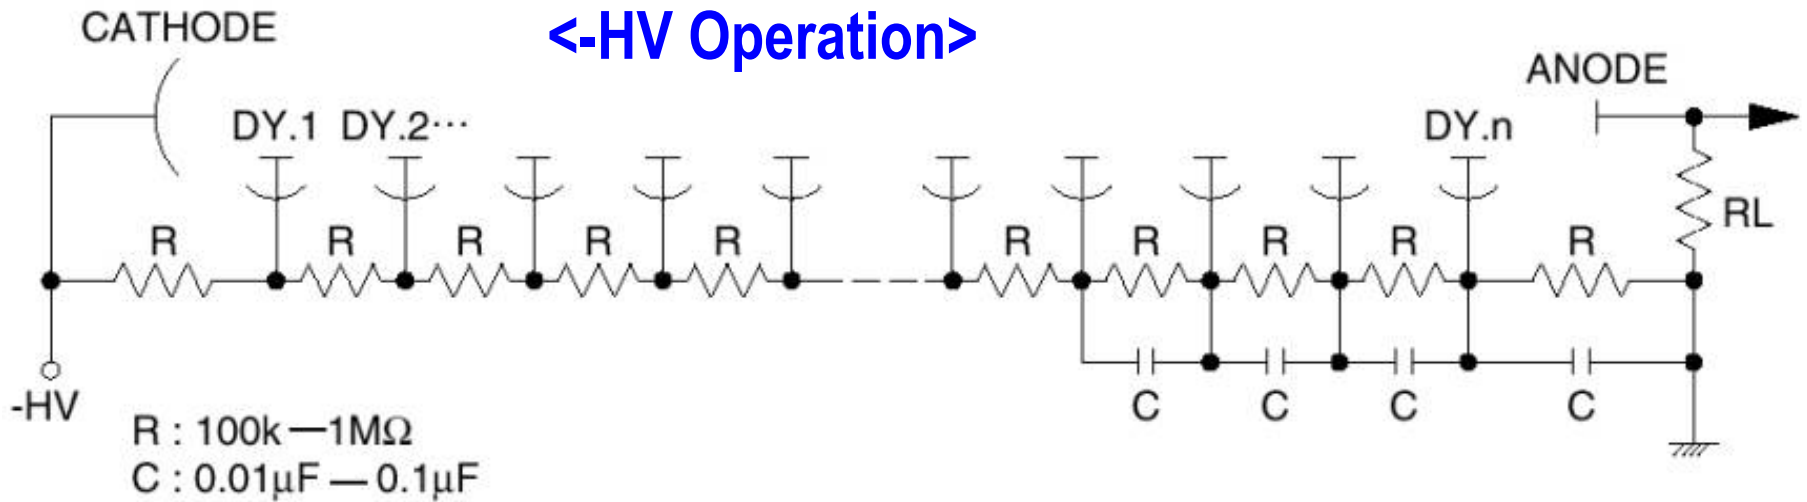 CATHODE
<-HV Operation>
ANODE
DY.1 DY.2···
DY.n
R R R R R R R R R R
RL
C C C C
-HV
R : 100k—1MΩ
C : 0.01μF — 0.1μF